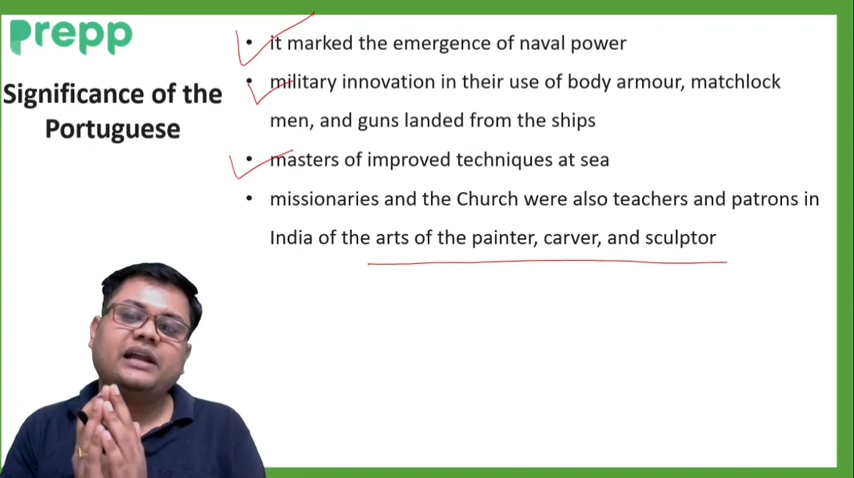 Prepp
Significance of the
Portuguese
• it marked the emergence of naval power
• military innovation in their use of body armour, matchlock
men, and guns landed from the ships
• masters of improved techniques at sea
• missionaries and the Church were also teachers and patrons in
India of the arts of the painter, carver, and sculptor